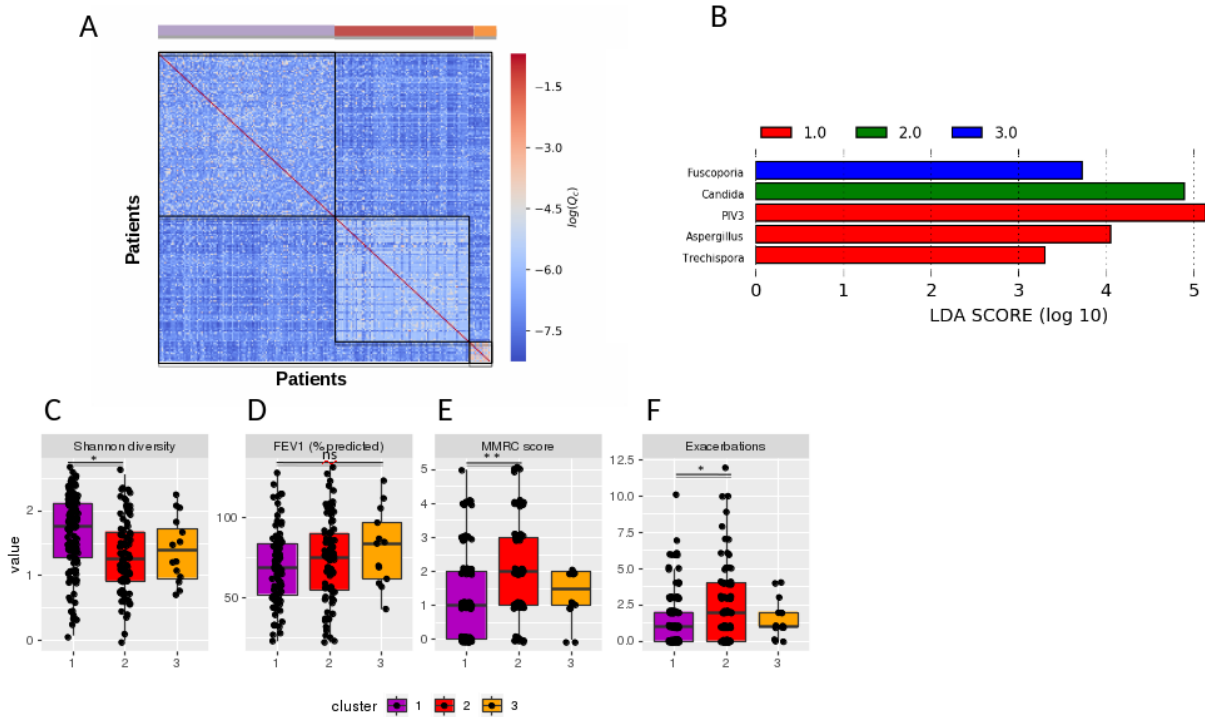 A
B
−1.5
−3.0
−4.5
−6.0
−7.5
log(Qc)
Patients
Patients
1.0 2.0 3.0
Fuscoporia
Candida
PIV3
Aspergillus
Trechispora
0 1 2 3 4 5
LDA SCORE (log 10)
C D E F
Shannon diversity
FEV1 (% predicted)
MMRC score
Exacerbations
*
ns
* *
*
value
2
1
0
100
50
5
4
3
2
1
0
12.5
10.0
7.5
5.0
2.5
0.0
1 2 3
1 2 3
1 2 3
1 2 3
cluster 1 2 3